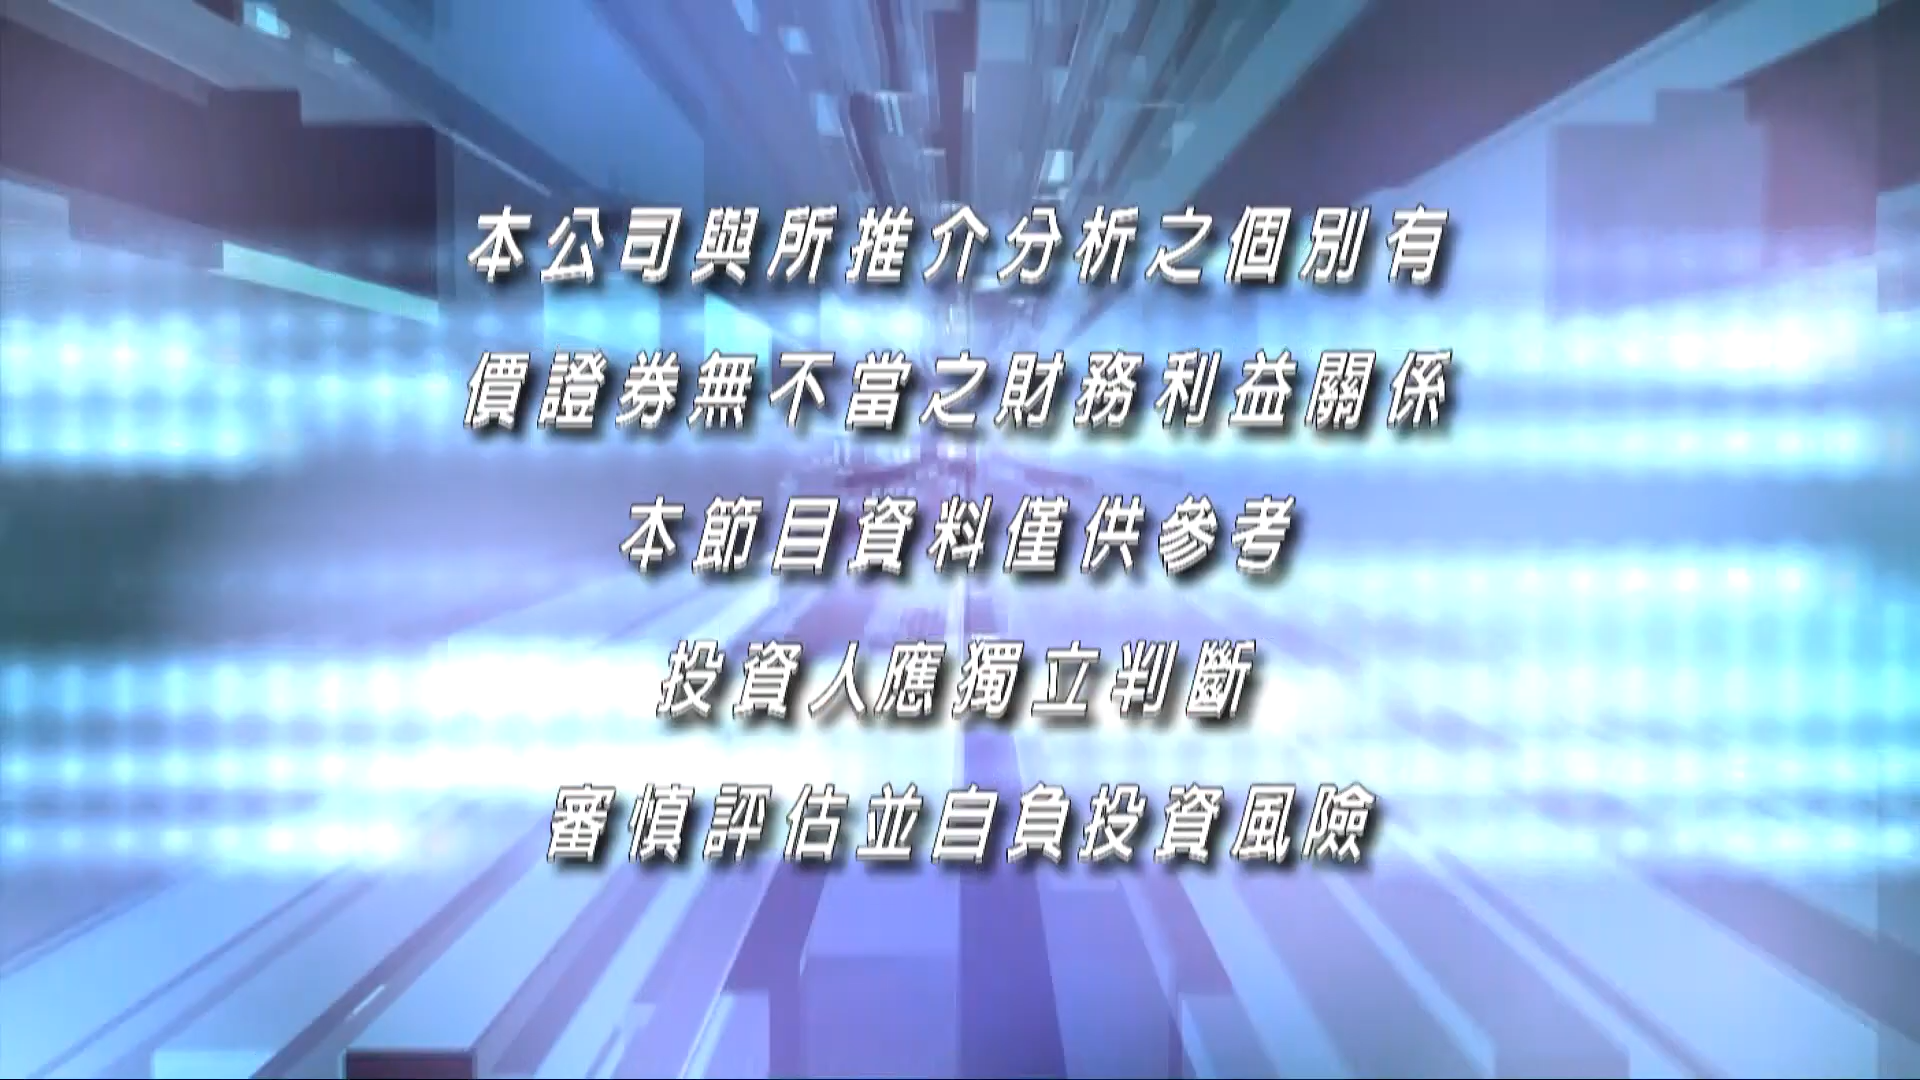 本公司與所推介分析之個別有
價證券無不當之財務利益關係
本節目資料僅供參考
投資人應獨立判斷
審慎評估並自負投資風險